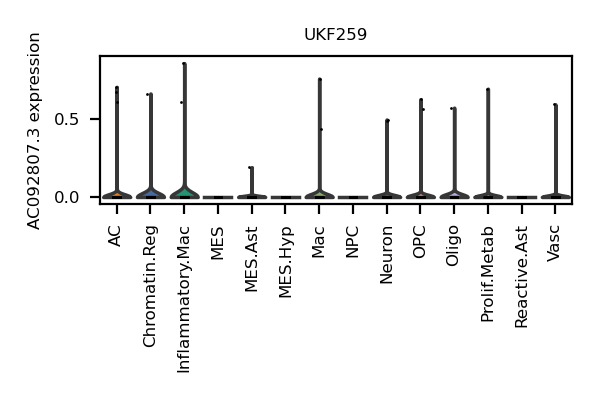 UKF259
AC092807.3 expression
0.5
0.0
AC
Chromatin.Reg
Inflammatory.Mac
MES
MES.Ast
MES.Hyp
Mac
NPC
Neuron
OPC
Oligo
Prolif.Metab
Reactive.Ast
Vasc